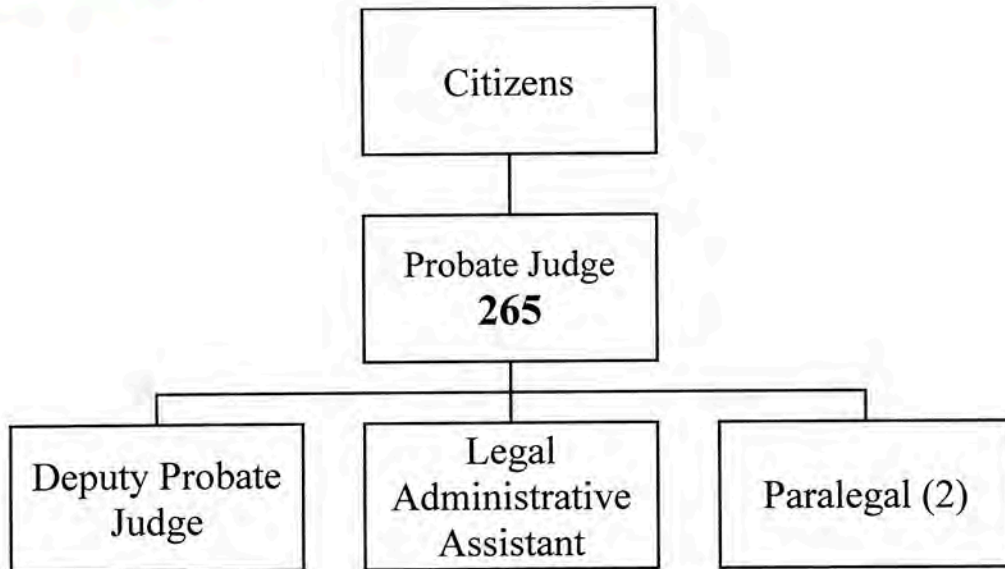 Citizens
Probate Judge
265
Deputy Probate
Judge
Legal
Administrative
Assistant
Paralegal (2)